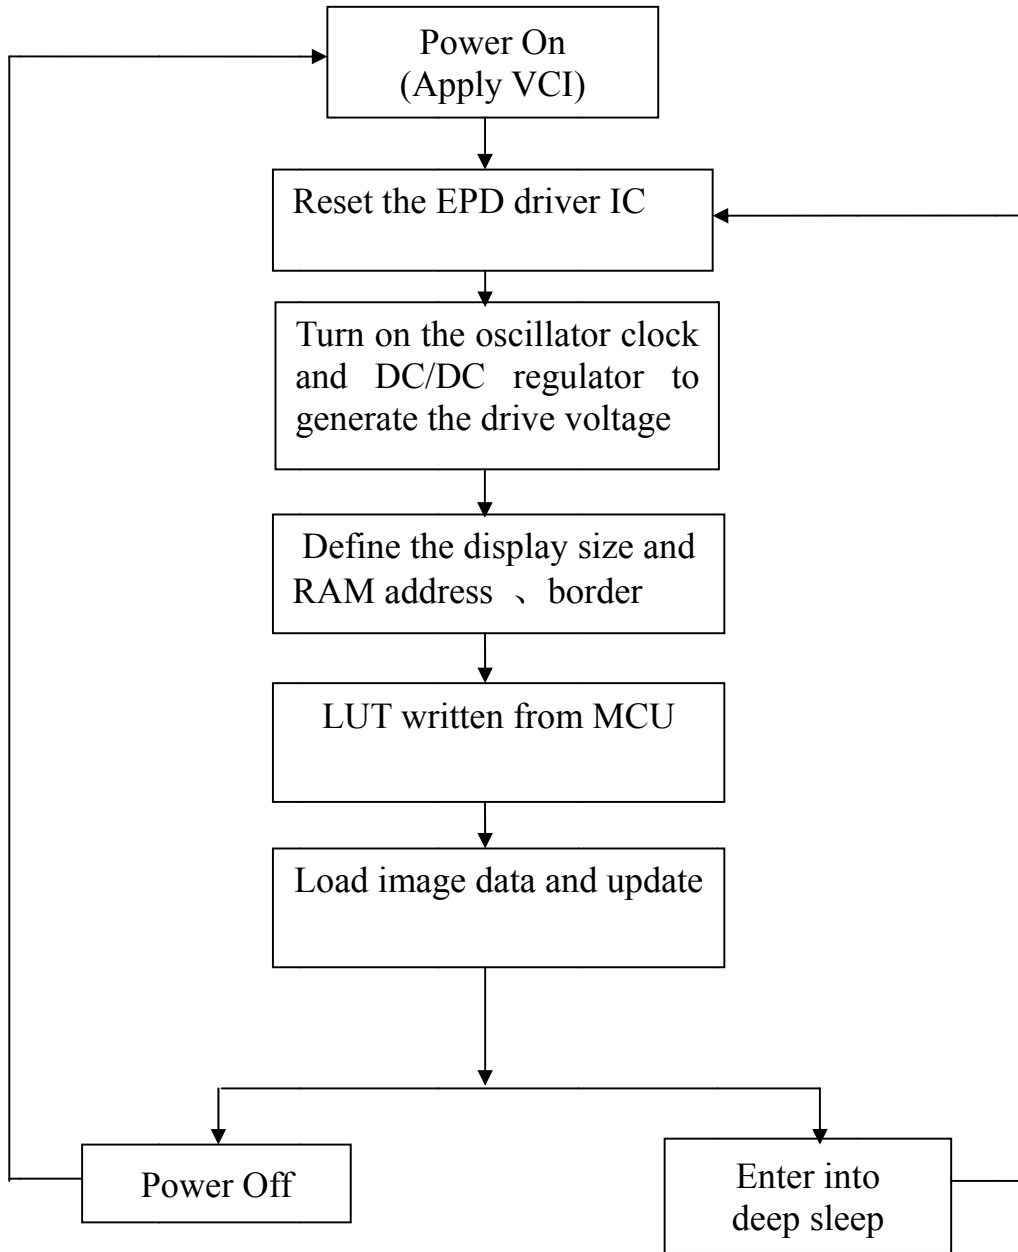 Power On
(Apply VCI)
Reset the EPD driver IC
Turn on the oscillator clock
and DC/DC regulator to
generate the drive voltage
Define the display size and
RAM address 、border
LUT written from MCU
Load image data and update
Power Off
Enter into
deep sleep